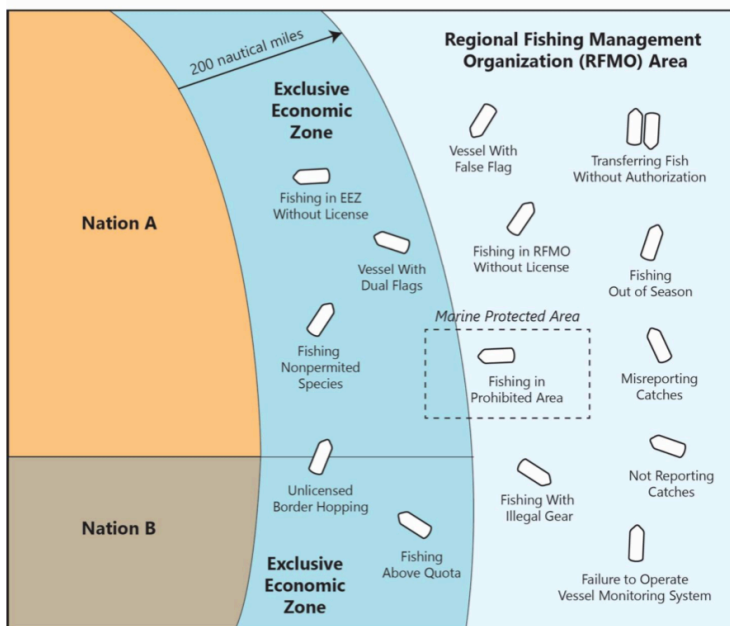 200 nautical miles
Exclusive
Economic
Zone
Regional Fishing Management
Organization (RFMO) Area
Vessel With
False Flag
Transferring Fish
Without Authorization
Fishing in EEZ
Without License
Nation A
Vessel With
Dual Flags
Fishing in RFMO
Without License
Fishing
Out of Season
Marine Protected Area
Fishing
Nonpermited
Species
Fishing in
Prohibited Area
Misreporting
Catches
Unlicensed
Border Hopping
Fishing With
Illegal Gear
Not Reporting
Catches
Nation B
Fishing
Above Quota
Exclusive
Economic
Zone
Failure to Operate
Vessel Monitoring System